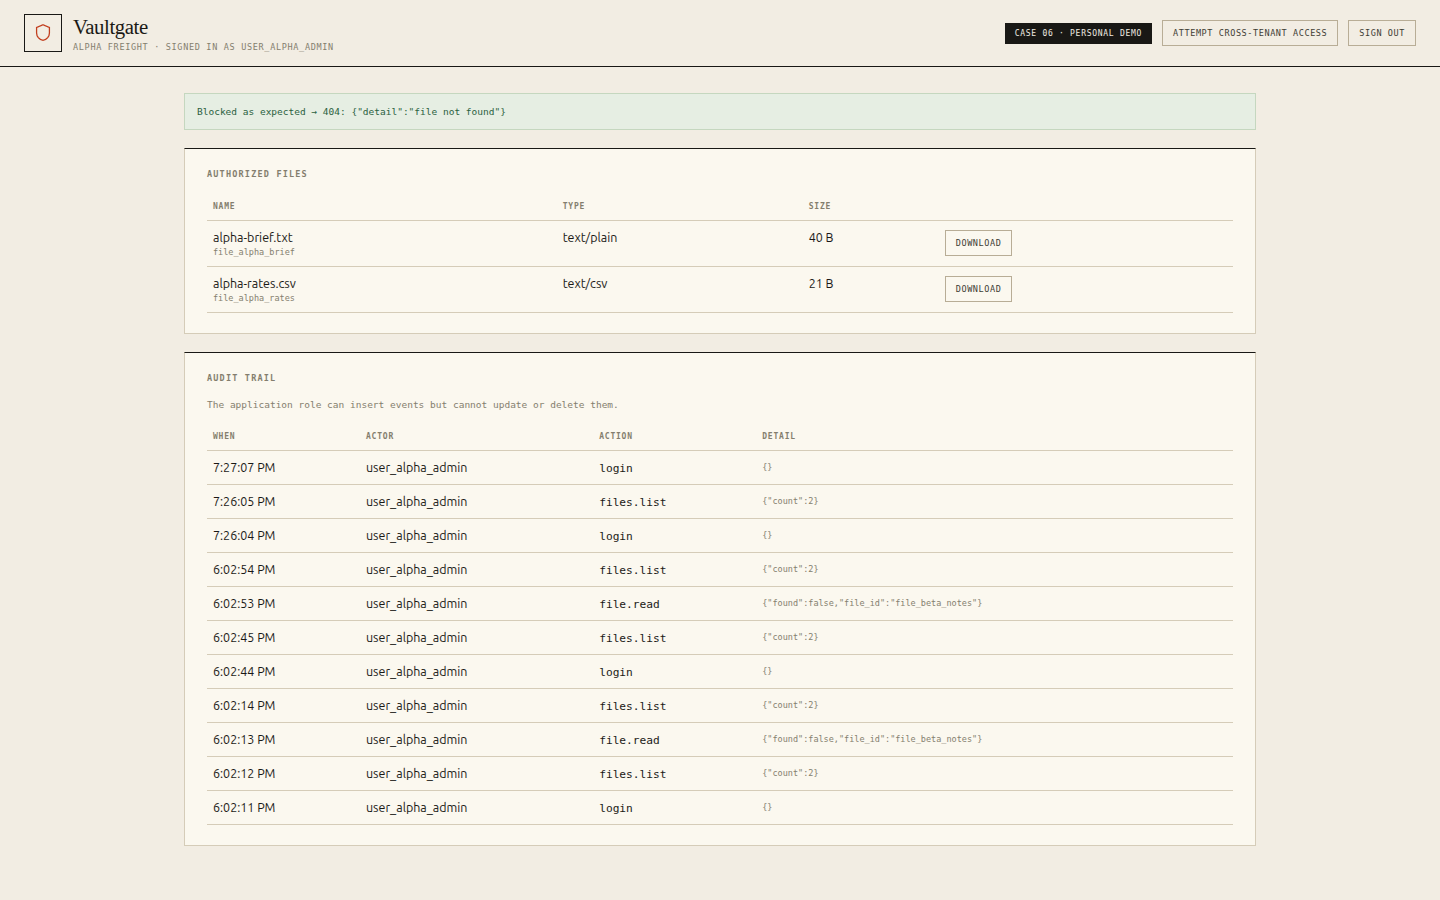 Vaultgate
ALPHA FREIGHT · SIGNED IN AS USER_ALPHA_ADMIN
CASE 06 · PERSONAL DEMO
ATTEMPT CROSS-TENANT ACCESS
SIGN OUT
Blocked as expected → 404: {"detail":"file not found"}
AUTHORIZED FILES
NAME TYPE SIZE
alpha-brief.txt text/plain 40 B DOWNLOAD
file_alpha_brief
alpha-rates.csv text/csv 21 B DOWNLOAD
file_alpha_rates
AUDIT TRAIL
The application role can insert events but cannot update or delete them.
WHEN ACTOR ACTION DETAIL
7:27:07 PM user_alpha_admin login {}
7:26:05 PM user_alpha_admin files.list {"count":2}
7:26:04 PM user_alpha_admin login {}
6:02:54 PM user_alpha_admin files.list {"count":2}
6:02:53 PM user_alpha_admin file.read {"found":false,"file_id":"file_beta_notes"}
6:02:45 PM user_alpha_admin files.list {"count":2}
6:02:44 PM user_alpha_admin login {}
6:02:14 PM user_alpha_admin files.list {"count":2}
6:02:13 PM user_alpha_admin file.read {"found":false,"file_id":"file_beta_notes"}
6:02:12 PM user_alpha_admin files.list {"count":2}
6:02:11 PM user_alpha_admin login {}